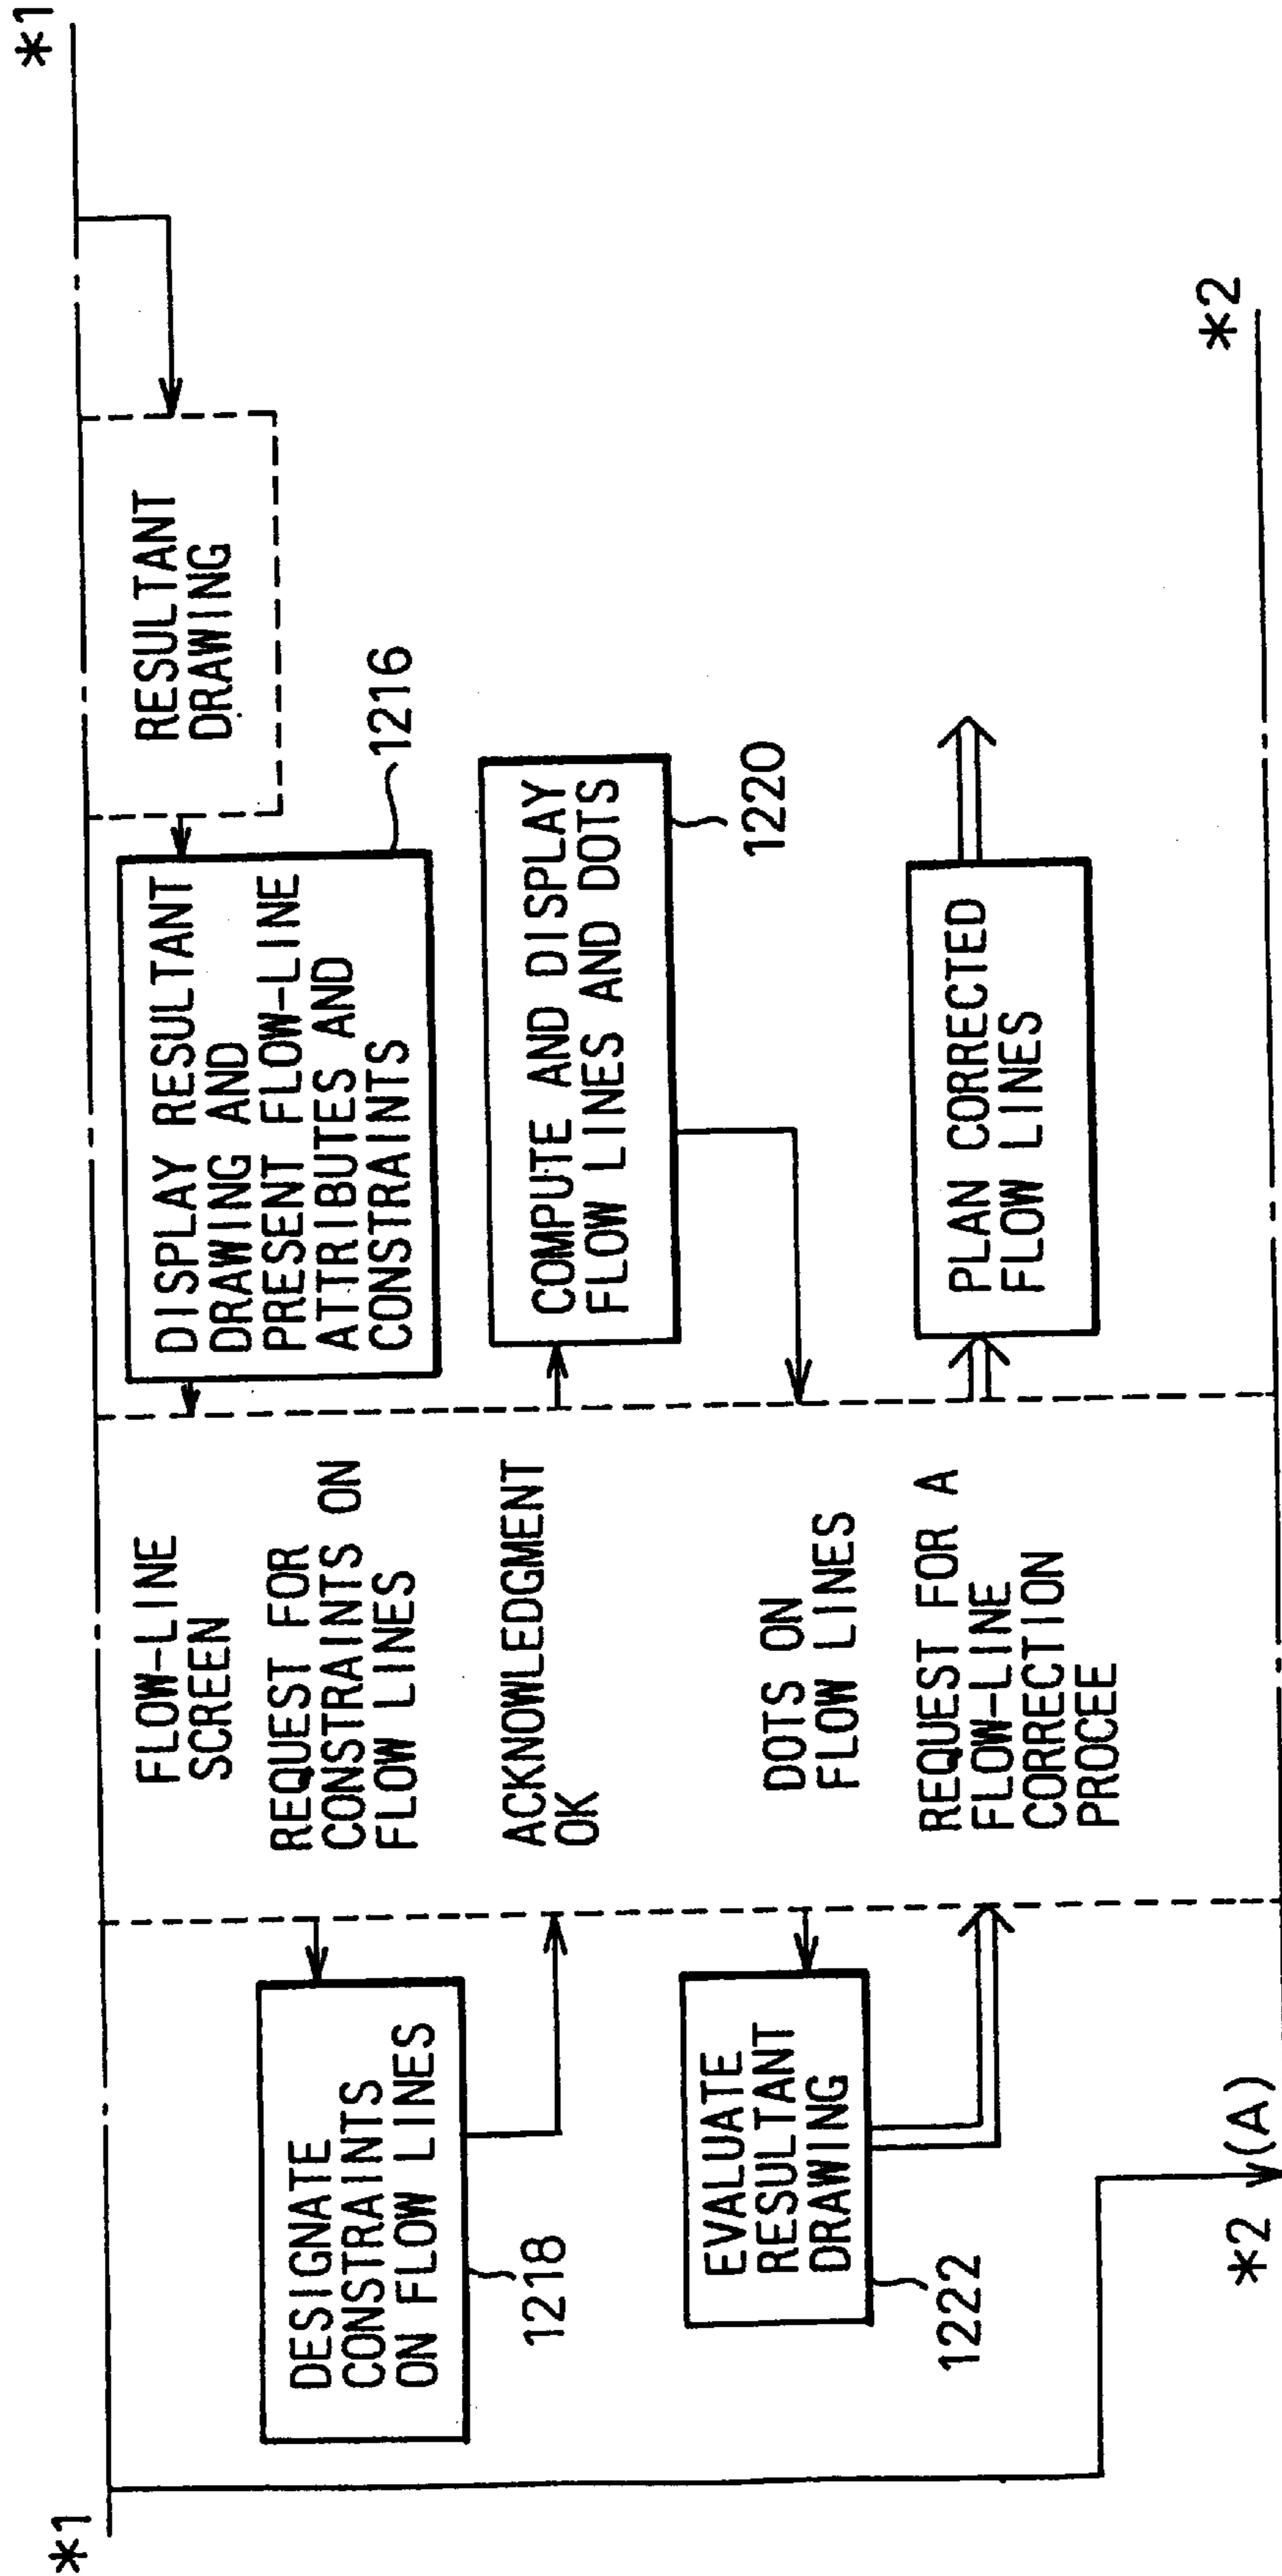 *1
*1
RESULTANT
DRAWING
DISPLAY RESULTANT
DRAWING AND
PRESENT FLOW-LINE
ATTRIBUTES AND
CONSTRAINTS
1216
FLOW-LINE
SCREEN
REQUEST FOR
CONSTRAINTS ON
FLOW LINES
DESIGNATE
CONSTRAINTS
ON FLOW LINES
1218
ACKNOWLEDGMENT
OK
COMPUTE AND DISPLAY
FLOW LINES AND DOTS
1220
DOTS ON
FLOW LINES
EVALUATE
RESULTANT
DRAWING
1222
REQUEST FOR A
FLOW-LINE
CORRECTION
PROCEE
PLAN CORRECTED
FLOW LINES
*2
(A)
*2